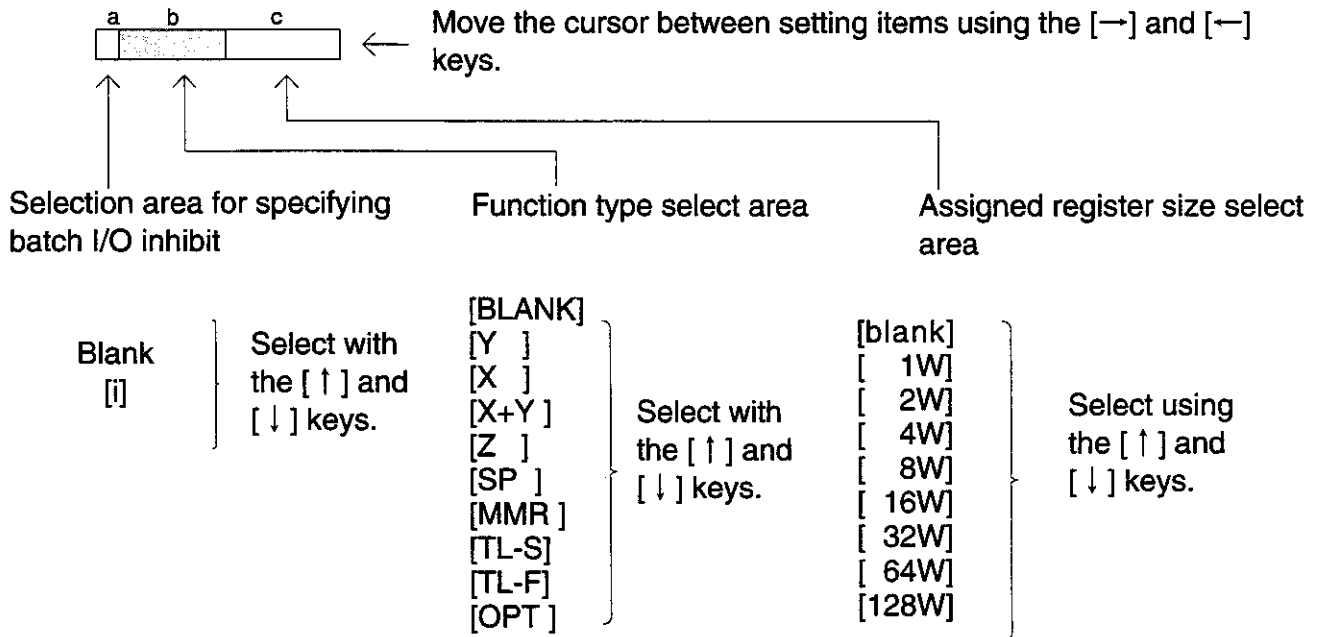 a b c
Move the cursor between setting items using the [→] and [←]
keys.
Selection area for specifying
batch I/O inhibit
Function type select area
Assigned register size select
area
Blank
[i]
Select with
the [ ↑ ] and
[ ↓ ] keys.
[BLANK]
[Y ]
[X ]
[X+Y ]
[Z ]
[SP ]
[MMR ]
[TL-S]
[TL-F]
[OPT ]
Select with
the [ ↑ ] and
[ ↓ ] keys.
[blank]
[ 1W]
[ 2W]
[ 4W]
[ 8W]
[ 16W]
[ 32W]
[ 64W]
[128W]
Select using
the [ ↑ ] and
[ ↓ ] keys.